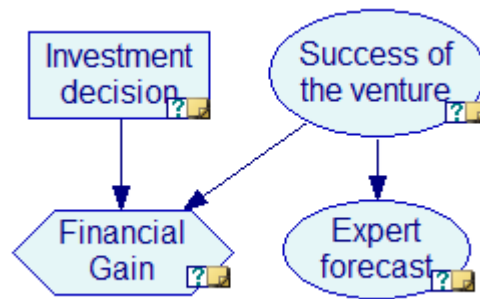 Investment
decision
Success of
the venture
Financial
Gain
Expert
forecast